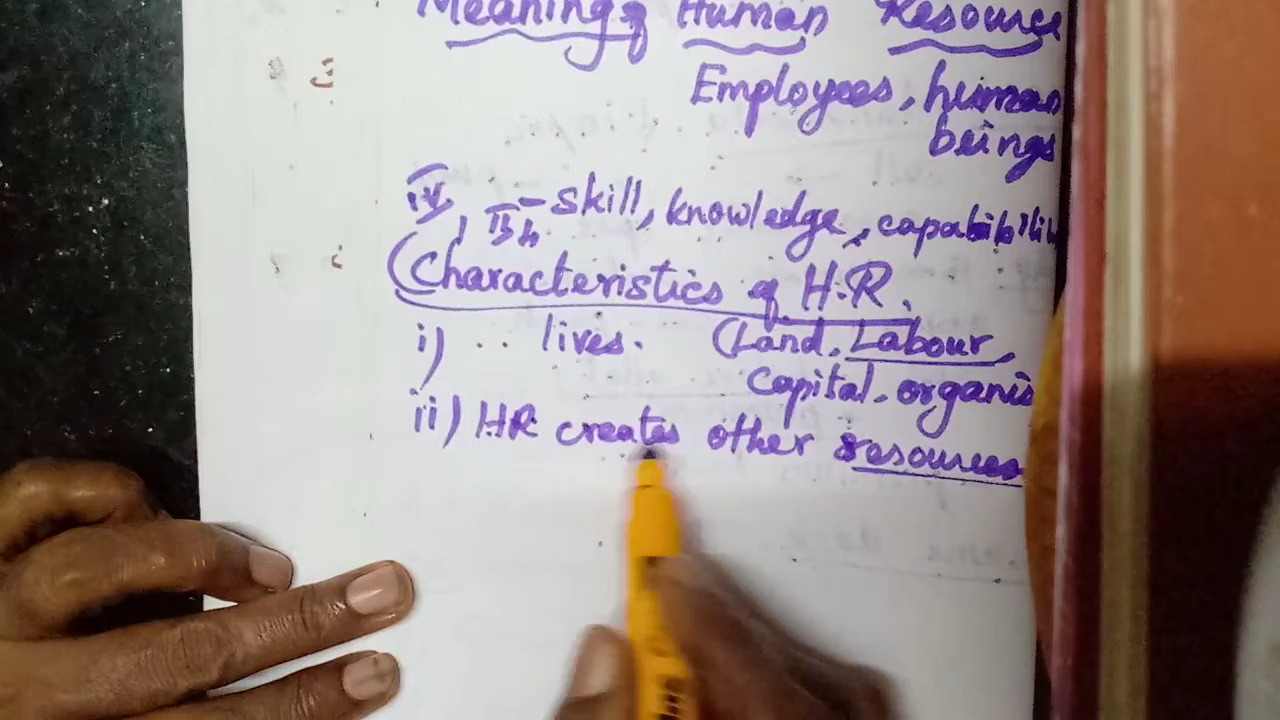 Meaning of Human Resource
Employees, human
beings
skill, knowledge, capabibilit
Characteristics of H.R.
i) .. lives. (Land, Labour,
capital, organis
ii) HR creates other resources